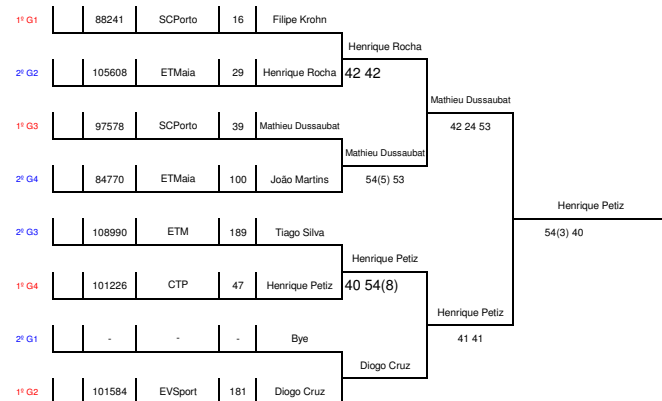 1º G1 88241 SCPorto 16 Filipe Krohn
Henrique Rocha
2º G2 105608 ETMaia 29 Henrique Rocha 42 42
Mathieu Dussaubat
1º G3 97578 SCPorto 39 Mathieu Dussaubat 42 24 53
Mathieu Dussaubat
2º G4 84770 ETMaia 100 João Martins 54(5) 53
Henrique Petiz
2º G3 108990 ETM 189 Tiago Silva 54(3) 40
Henrique Petiz
1º G4 101226 CTP 47 Henrique Petiz 40 54(8)
Henrique Petiz
2º G1 - - - Bye 41 41
Diogo Cruz
1º G2 101584 EVSport 181 Diogo Cruz